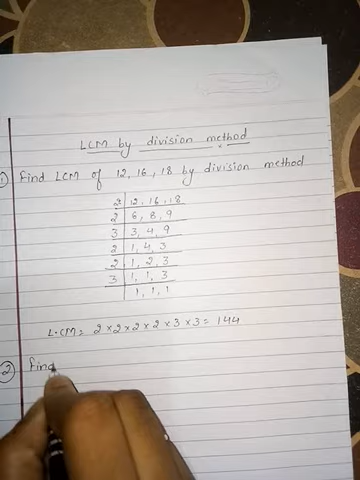 LCM by division method
① Find LCM of 12, 16, 18 by division method
2 | 12, 16, 18
2 | 6, 8, 9
3 | 3, 4, 9
2 | 1, 4, 3
2 | 1, 2, 3
3 | 1, 1, 3
1, 1, 1
L.CM = 2 × 2 × 2 × 2 × 3 × 3 = 144
② Find